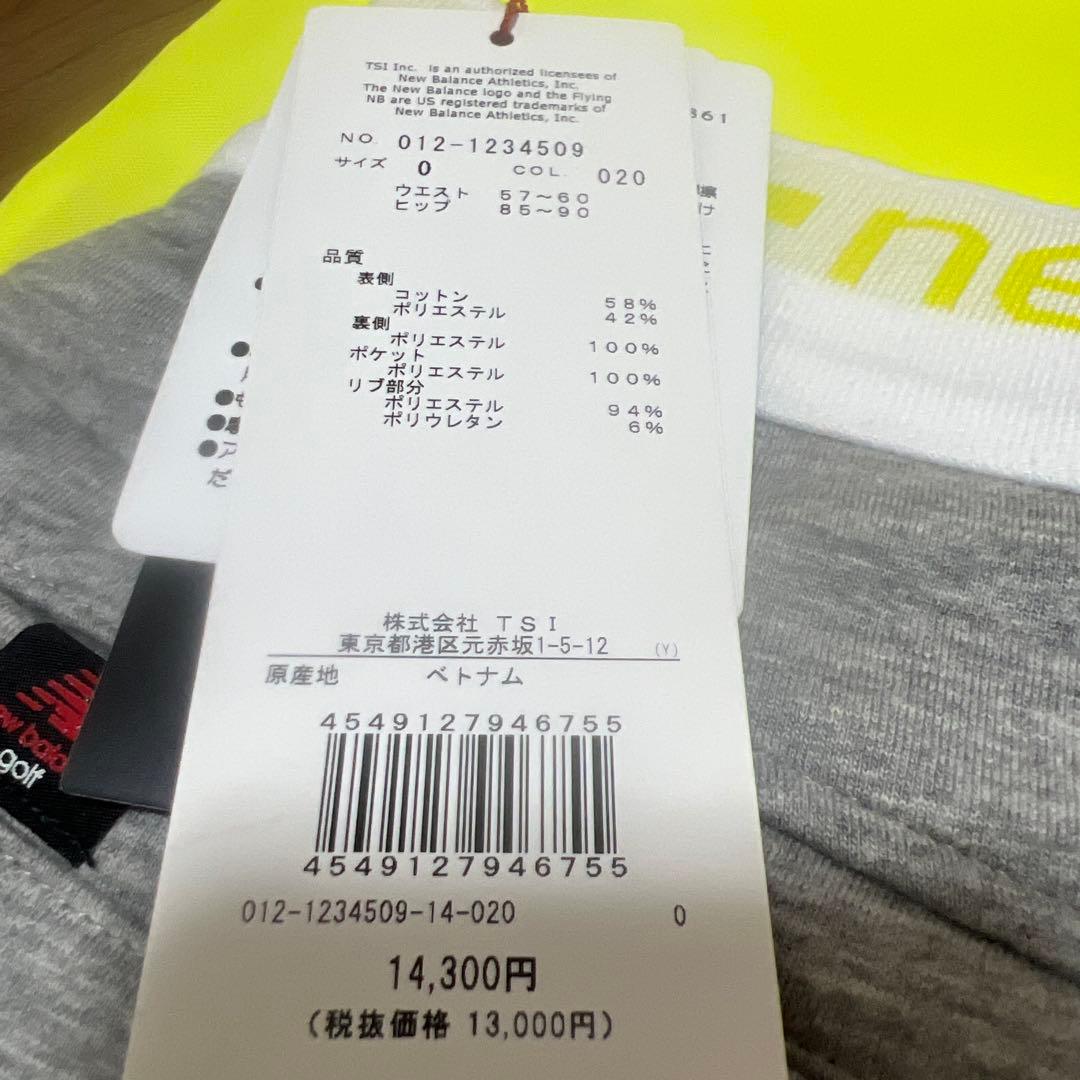 TSI Inc. is an authorized licensees of
New Balance Athletics, Inc.
The New Balance logo and the Flying
NB are US registered trademarks of
New Balance Athletics, Inc.
NO. 012-1234509
サイズ 0 COL. 020
ウエスト 57～60
ヒップ 85～90
品質
表側
コットン 58%
ポリエステル 42%
裏側
ポリエステル 100%
ポケット
ポリエステル 100%
リブ部分
ポリエステル 94%
ポリウレタン 6%
株式会社 TSI
東京都港区元赤坂1-5-12 (Y)
原産地 ベトナム
4549127946755
4549127946755
012-1234509-14-020 0
14,300円
(税抜価格 13,000円)
361
け
●
●
●
●ア
だ
ne
golf